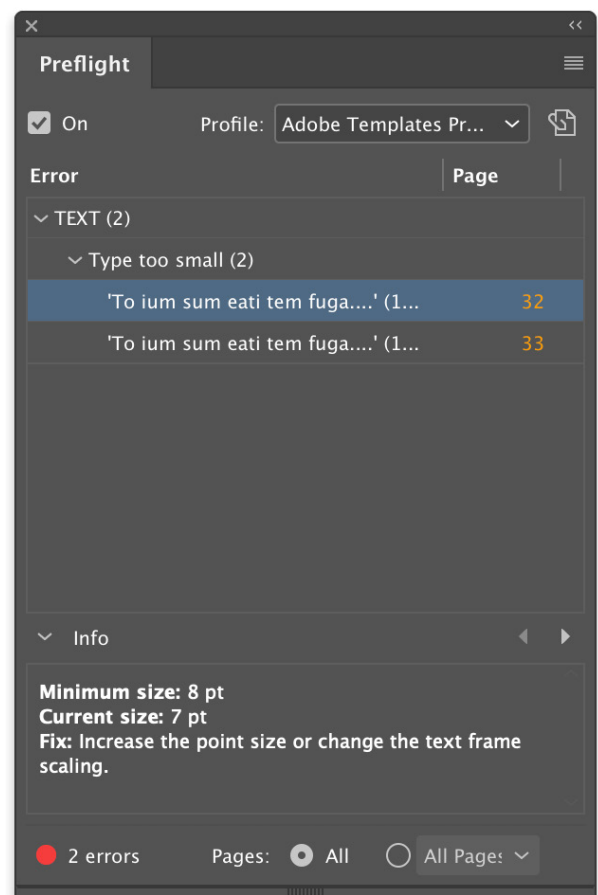 Preflight
On Profile: Adobe Templates Pr...
Error Page
TEXT (2)
Type too small (2)
'To ium sum eati tem fuga....' (1... 32
'To ium sum eati tem fuga....' (1... 33
Info
Minimum size: 8 pt
Current size: 7 pt
Fix: Increase the point size or change the text frame
scaling.
2 errors Pages: All All Pages